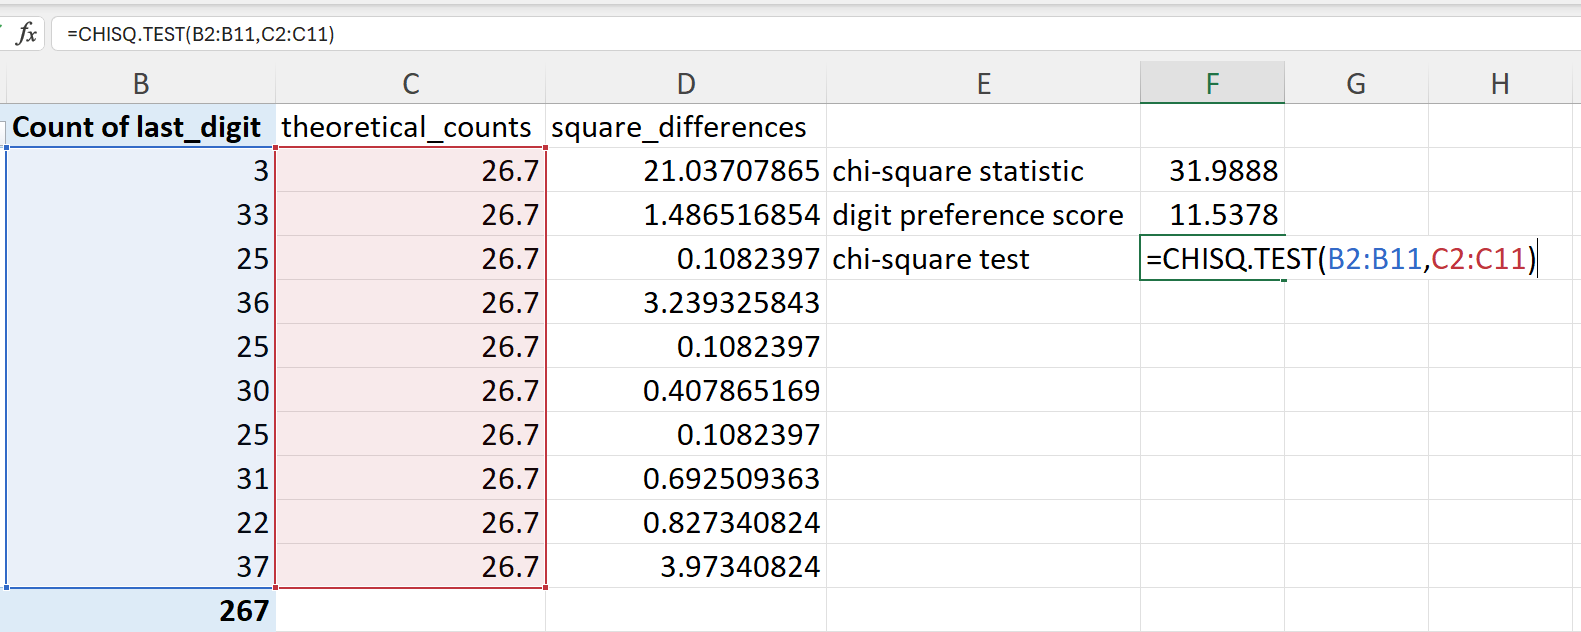 fx =CHISQ.TEST(B2:B11,C2:C11)
B C D E F G H
Count of last_digit theoretical_counts square_differences
3 26.7 21.03707865 chi-square statistic 31.9888
33 26.7 1.486516854 digit preference score 11.5378
25 26.7 0.1082397 chi-square test =CHISQ.TEST(B2:B11,C2:C11)
36 26.7 3.239325843
25 26.7 0.1082397
30 26.7 0.407865169
25 26.7 0.1082397
31 26.7 0.692509363
22 26.7 0.827340824
37 26.7 3.97340824
267